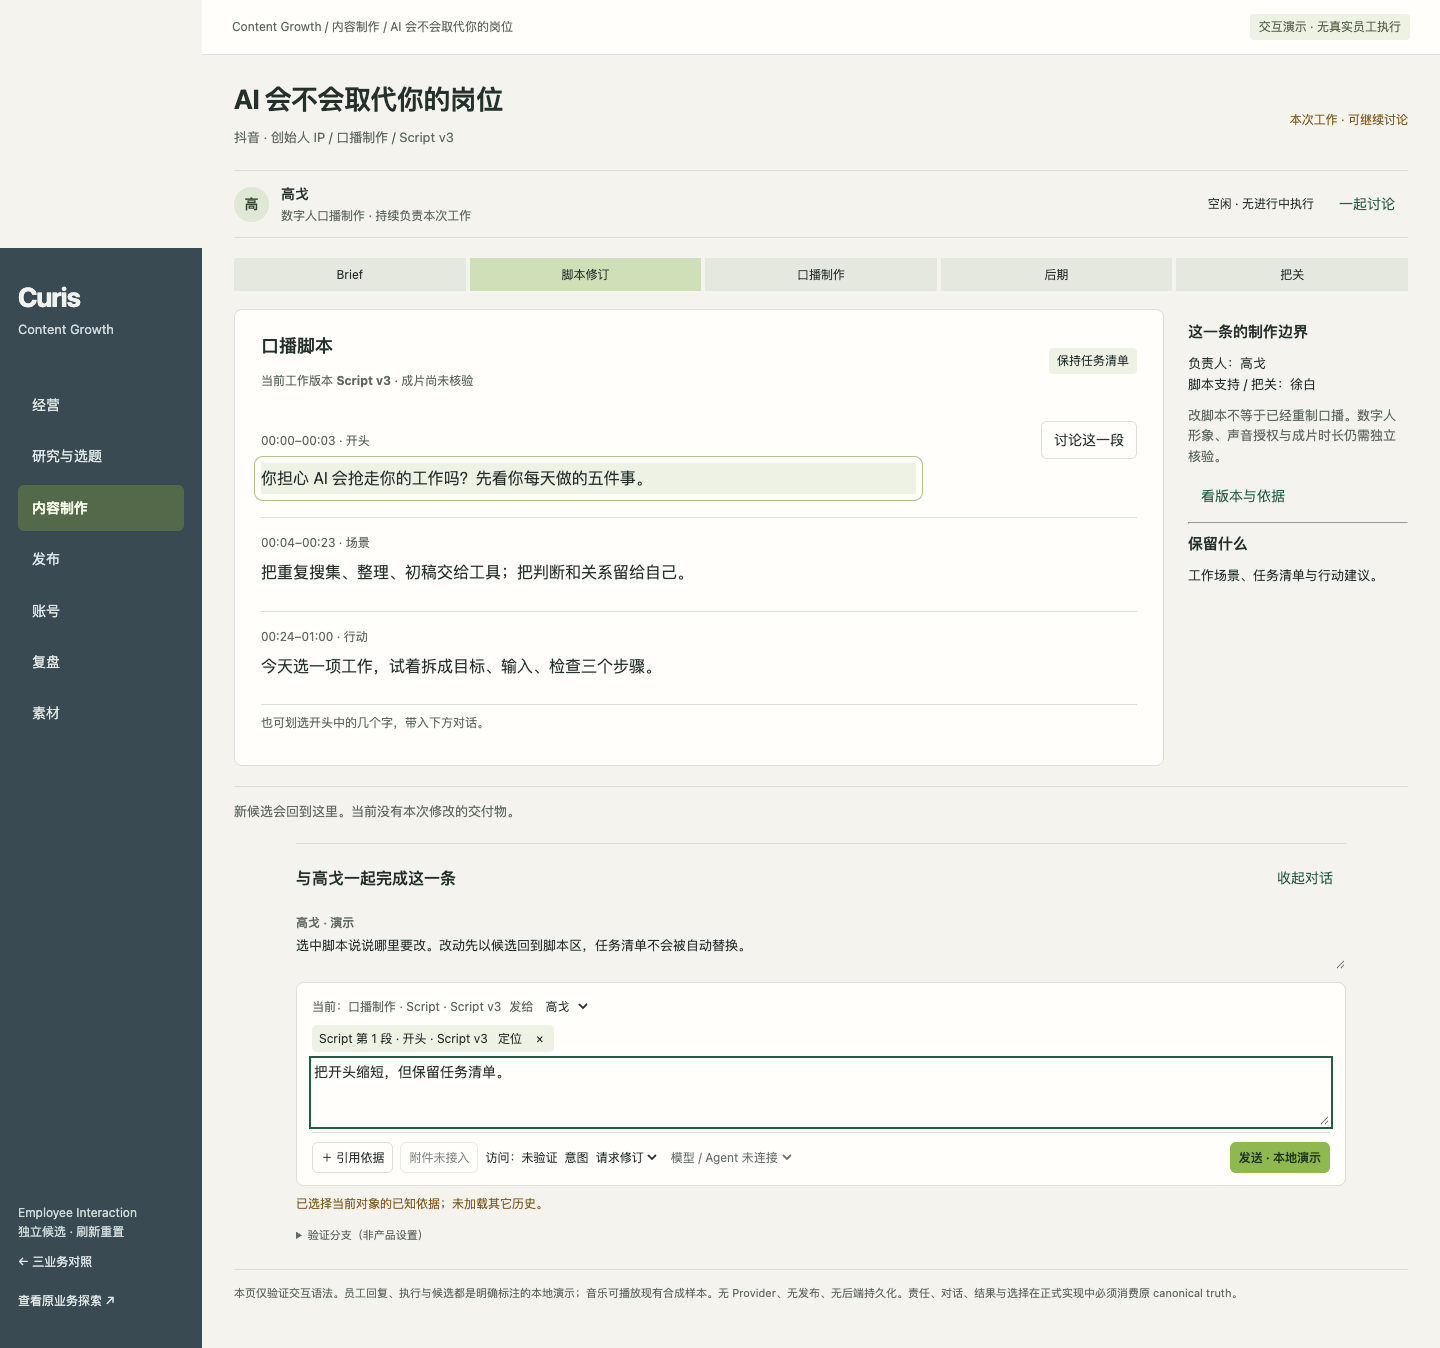 Content Growth / 内容制作 / AI 会不会取代你的岗位
交互演示 · 无真实员工执行
AI 会不会取代你的岗位
抖音 · 创始人 IP / 口播制作 / Script v3
本次工作 · 可继续讨论
高
高戈
数字人口播制作 · 持续负责本次工作
空闲 · 无进行中执行
一起讨论
Curis
Content Growth
经营
研究与选题
内容制作
发布
账号
复盘
素材
Employee Interaction
独立候选 · 刷新重置
← 三业务对照
查看原业务探索 ↗
Brief
脚本修订
口播制作
后期
把关
口播脚本
当前工作版本 Script v3 · 成片尚未核验
保持任务清单
00:00–00:03 · 开头
讨论这一段
你担心 AI 会抢走你的工作吗？先看你每天做的五件事。
00:04–00:23 · 场景
把重复搜集、整理、初稿交给工具；把判断和关系留给自己。
00:24–01:00 · 行动
今天选一项工作，试着拆成目标、输入、检查三个步骤。
也可划选开头中的几个字，带入下方对话。
这一条的制作边界
负责人：高戈
脚本支持 / 把关：徐白
改脚本不等于已经重制口播。数字人
形象、声音授权与成片时长仍需独立
核验。
看版本与依据
保留什么
工作场景、任务清单与行动建议。
新候选会回到这里。当前没有本次修改的交付物。
与高戈一起完成这一条
收起对话
高戈 · 演示
选中脚本说说哪里要改。改动先以候选回到脚本区，任务清单不会被自动替换。
当前：口播制作 · Script · Script v3 发给 高戈
Script 第 1 段 · 开头 · Script v3 定位 ×
把开头缩短，但保留任务清单。
＋ 引用依据
附件未接入
访问：未验证
意图 请求修订
模型 / Agent 未连接
发送 · 本地演示
已选择当前对象的已知依据；未加载其它历史。
▶ 验证分支（非产品设置）
本页仅验证交互语法。员工回复、执行与候选都是明确标注的本地演示；音乐可播放现有合成样本。无 Provider、无发布、无后端持久化。责任、对话、结果与选择在正式实现中必须消费原 canonical truth。